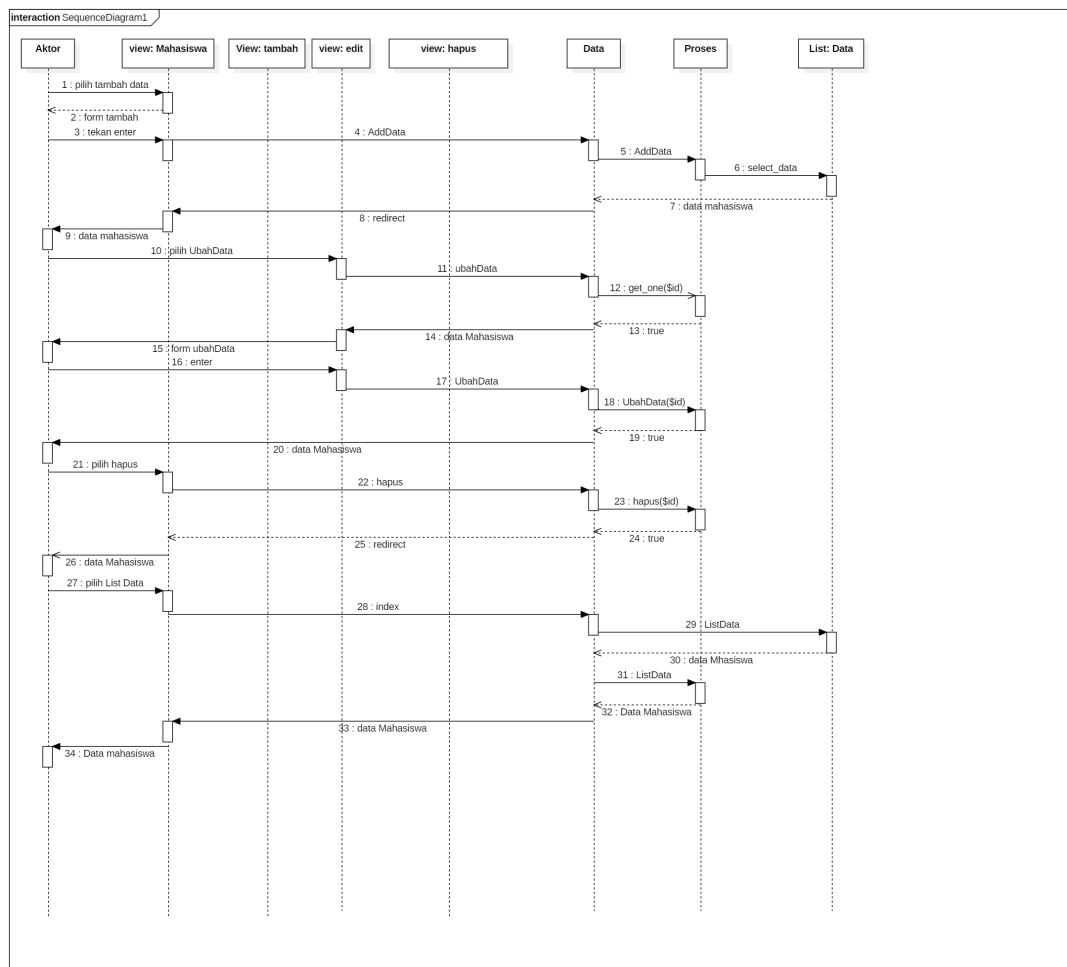 interaction SequenceDiagram1
Aktor
view: Mahasiswa
View: tambah
view: edit
view: hapus
Data
Proses
List: Data
1 : pilih tambah data
2 : form tambah
3 : tekan enter
4 : AddData
5 : AddData
6 : select_data
7 : data mahasiswa
8 : redirect
9 : data mahasiswa
10 : pilih UbahData
11 : ubahData
12 : get_one($id)
13 : true
14 : data Mahasiswa
15 : form ubahData
16 : enter
17 : UbahData
18 : UbahData($id)
19 : true
20 : data Mahasiswa
21 : pilih hapus
22 : hapus
23 : hapus($id)
24 : true
25 : redirect
26 : data Mahasiswa
27 : pilih List Data
28 : index
29 : ListData
30 : data Mhasiswa
31 : ListData
32 : Data Mahasiswa
33 : data Mahasiswa
34 : Data mahasiswa